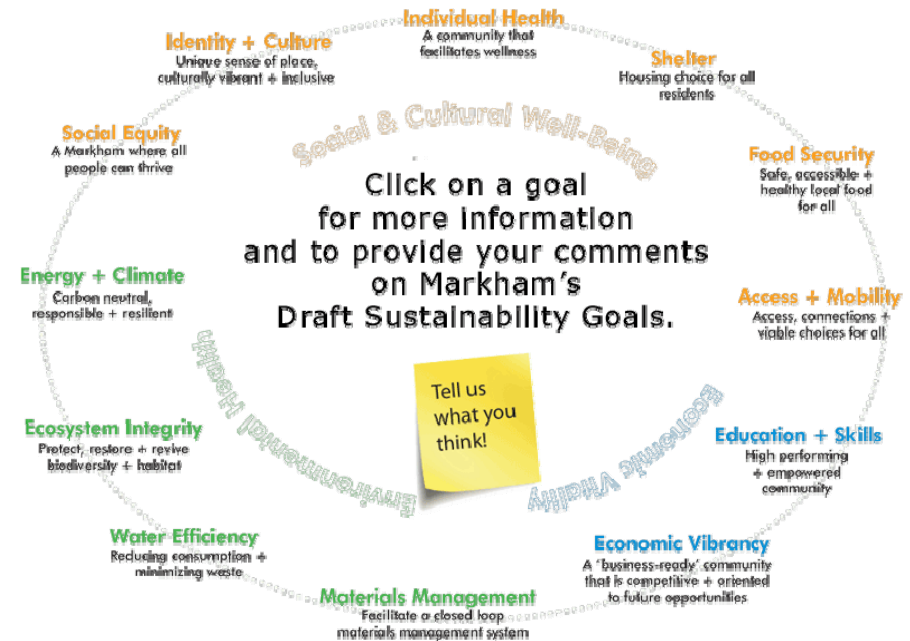 Individual Health
A community that
facilitates wellness
Identity + Culture
Unique sense of place,
culturally vibrant + inclusive
Shelter
Housing choice for all
residents
Social Equity
A Markham where all
people can thrive
Social & Cultural Well-Being
Food Security
Safe, accessible +
healthy local food
for all
Click on a goal
for more information
and to provide your comments
on Markham's
Draft Sustainability Goals.
Energy + Climate
Carbon neutral,
responsible + resilient
Access + Mobility
Access, connections +
viable choices for all
Environmental Health
Tell us
what you
think!
Economic Vitality
Ecosystem Integrity
Protect, restore + revive
biodiversity + habitat
Education + Skills
High performing
+ empowered
community
Water Efficiency
Reducing consumption +
minimizing waste
Economic Vibrancy
A 'business-ready' community
that is competitive + oriented
to future opportunities
Materials Management
Facilitate a closed loop
materials management system